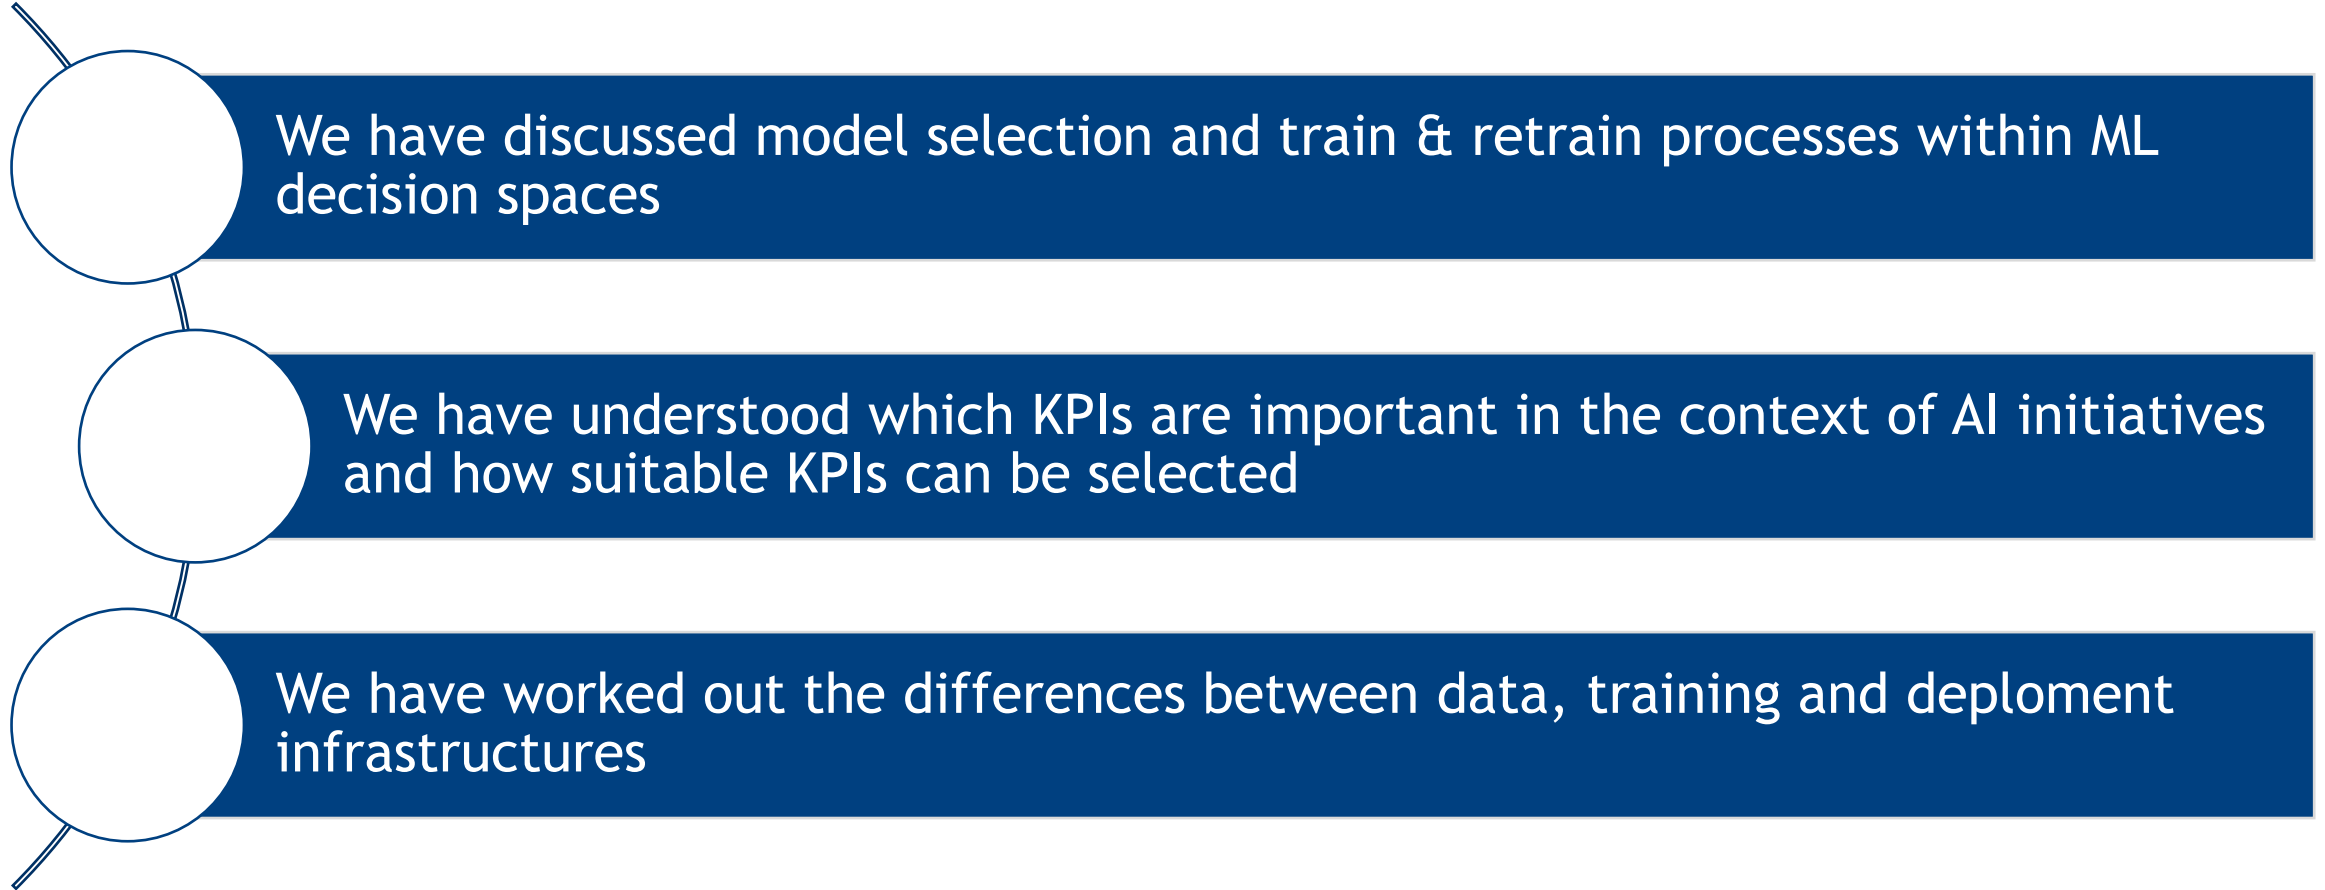 We have discussed model selection and train & retrain processes within ML
decision spaces
We have understood which KPIs are important in the context of AI initiatives
and how suitable KPIs can be selected
We have worked out the differences between data, training and deploment
infrastructures